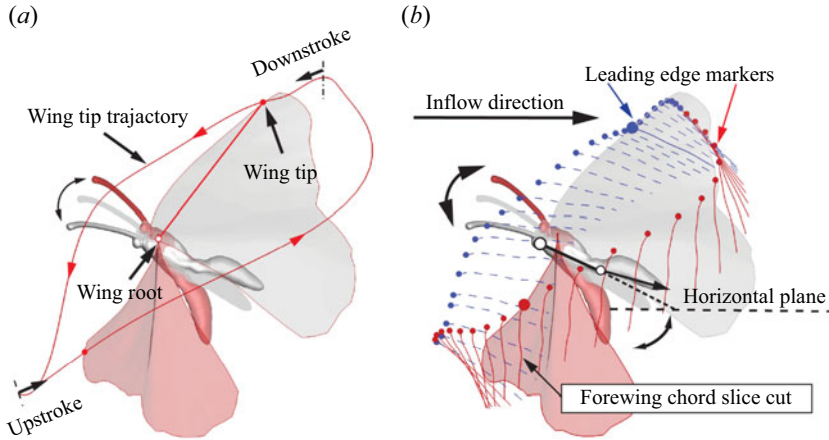 (a)
Downstroke
Wing tip trajactory
Wing tip
Wing root
Upstroke
(b)
Leading edge markers
Inflow direction
Horizontal plane
Forewing chord slice cut